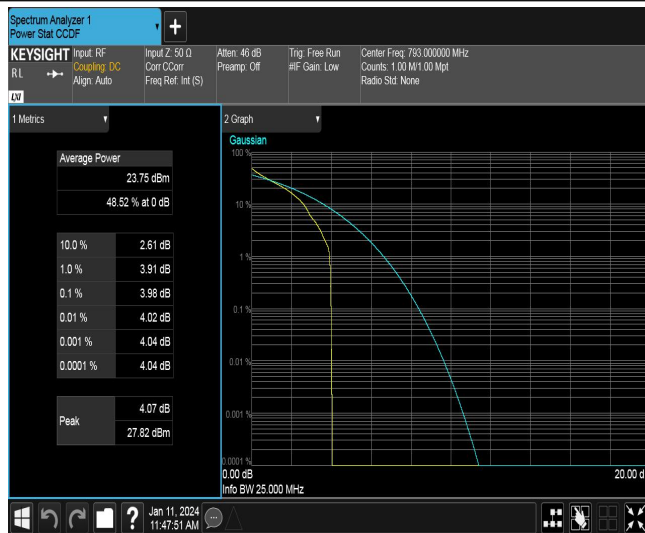 Spectrum Analyzer 1
Power Stat CCDF
+
KEYSIGHT
RL
LXI
Input: RF
Coupling: DC
Align: Auto
Input Z: 50 Ω
Corr CCorr
Freq Ref: Int (S)
Atten: 46 dB
Preamp: Off
Trig: Free Run
#IF Gain: Low
Center Freq: 793.000000 MHz
Counts: 1.00 M/1.00 Mpt
Radio Std: None
1 Metrics
Average Power
23.75 dBm
48.52 % at 0 dB
10.0 % 2.61 dB
1.0 % 3.91 dB
0.1 % 3.98 dB
0.01 % 4.02 dB
0.001 % 4.04 dB
0.0001 % 4.04 dB
Peak
4.07 dB
27.82 dBm
2 Graph
Gaussian
100 %
10 %
1 %
0.1 %
0.01 %
0.001 %
0.0001 %
0.00 dB
20.00 d
Info BW 25.000 MHz
?
Jan 11, 2024
11:47:51 AM